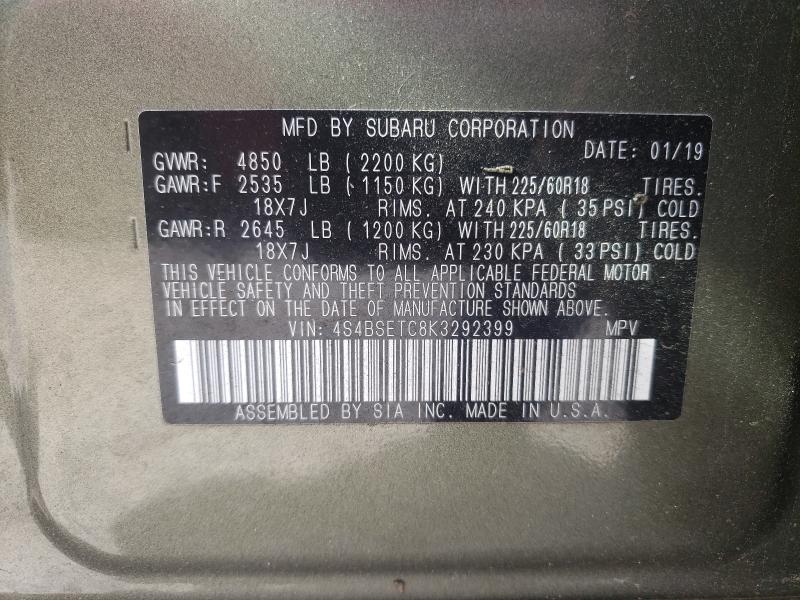 MFD BY SUBARU CORPORATION
DATE: 01/19
GVWR: 4850 LB (2200 KG)
GAWR:F 2535 LB (1150 KG) WITH 225/60R18 TIRES.
18X7J RIMS. AT 240 KPA (35 PSI) COLD
GAWR:R 2645 LB (1200 KG) WITH 225/60R18 TIRES.
18X7J RIMS. AT 230 KPA (33 PSI) COLD
THIS VEHICLE CONFORMS TO ALL APPLICABLE FEDERAL MOTOR
VEHICLE SAFETY AND THEFT PREVENTION STANDARDS
IN EFFECT ON THE DATE OF MANUFACTURE SHOWN ABOVE.
VIN: 4S4BSETC8K3292399 MPV
ASSEMBLED BY SIA INC. MADE IN U.S.A.